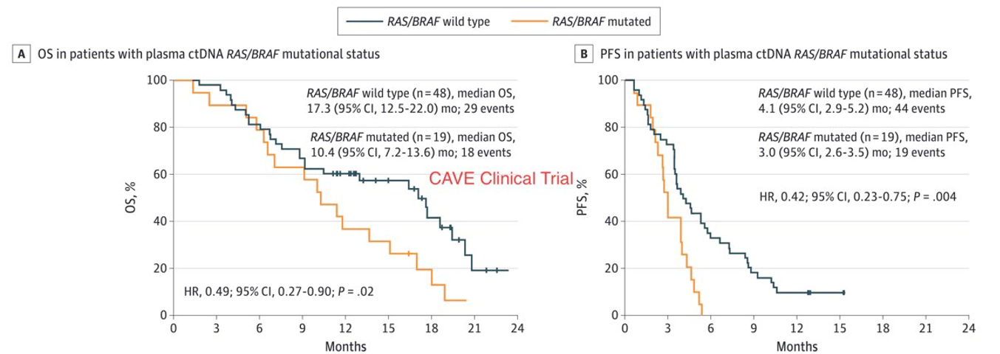 RAS/BRAF wild type RAS/BRAF mutated
A OS in patients with plasma ctDNA RAS/BRAF mutational status
100
80
60
40
20
0
OS, %
RAS/BRAF wild type (n = 48), median OS,
17.3 (95% CI, 12.5-22.0) mo; 29 events
RAS/BRAF mutated (n = 19), median OS,
10.4 (95% CI, 7.2-13.6) mo; 18 events
HR, 0.49; 95% CI, 0.27-0.90; P = .02
0 3 6 9 12 15 18 21 24
Months
CAVE Clinical Trial
B PFS in patients with plasma ctDNA RAS/BRAF mutational status
100
80
60
40
20
0
PFS, %
RAS/BRAF wild type (n = 48), median PFS,
4.1 (95% CI, 2.9-5.2) mo; 44 events
RAS/BRAF mutated (n = 19), median PFS,
3.0 (95% CI, 2.6-3.5) mo; 19 events
HR, 0.42; 95% CI, 0.23-0.75; P = .004
0 3 6 9 12 15 18 21 24
Months